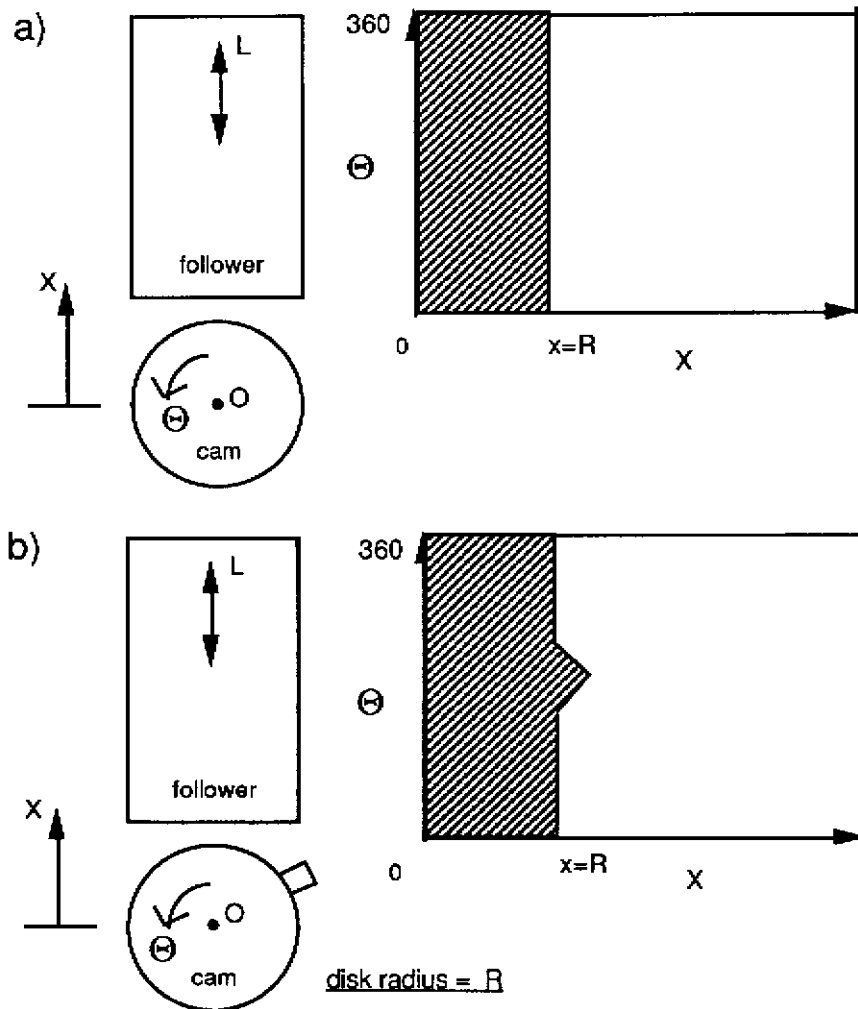 a)
L
360
Θ
follower
X
0
x=R
X
Θ
O
cam
b)
L
360
Θ
follower
X
0
x=R
X
Θ
O
cam
disk radius = R